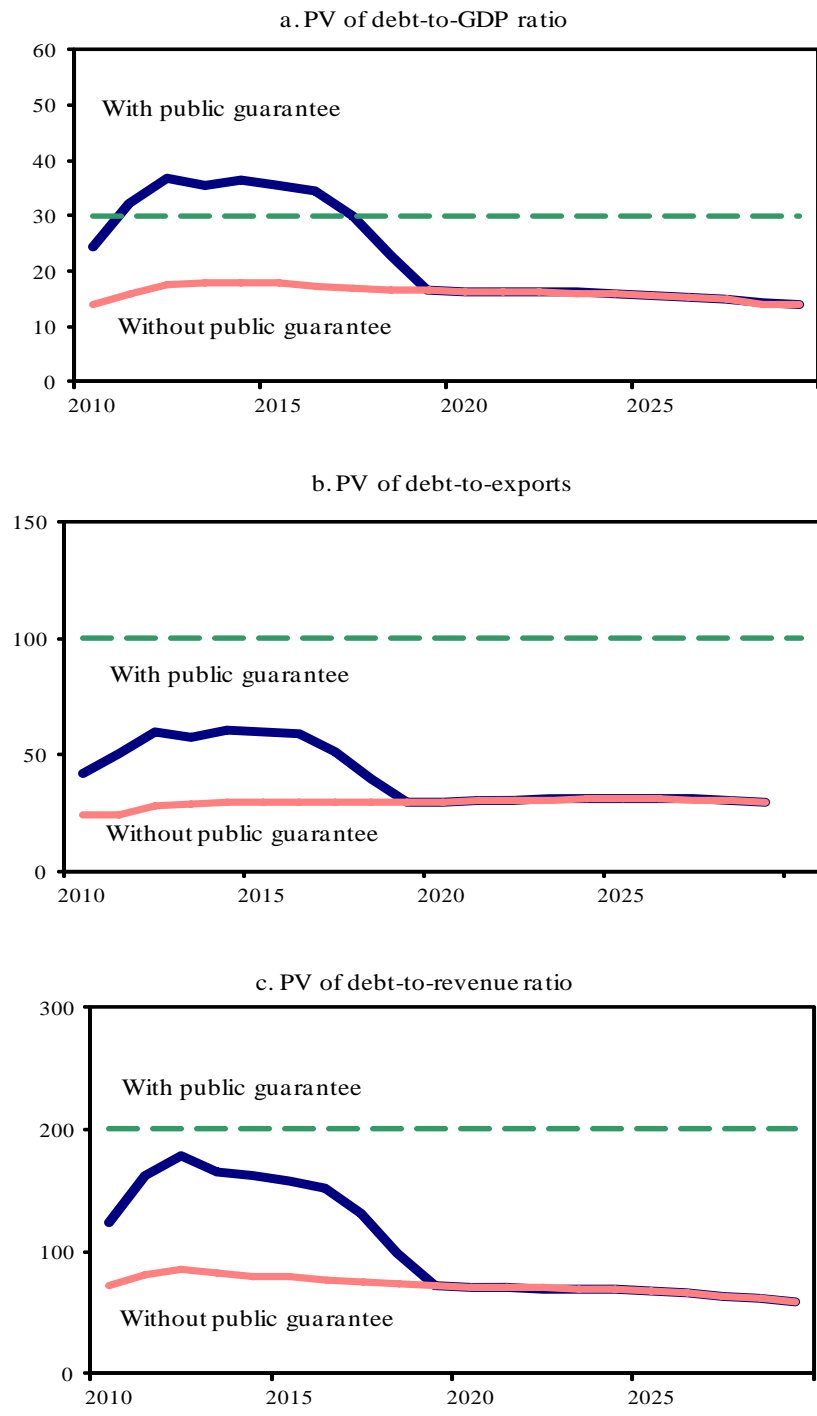 a. PV of debt-to-GDP ratio
60
With public guarantee
50
40
30
20
Without public guarantee
10
0
2010 2015 2020 2025
b. PV of debt-to-exports
150
100
With public guarantee
50
Without public guarantee
0
2010 2015 2020 2025
c. PV of debt-to-revenue ratio
300
With public guarantee
200
100
Without public guarantee
0
2010 2015 2020 2025